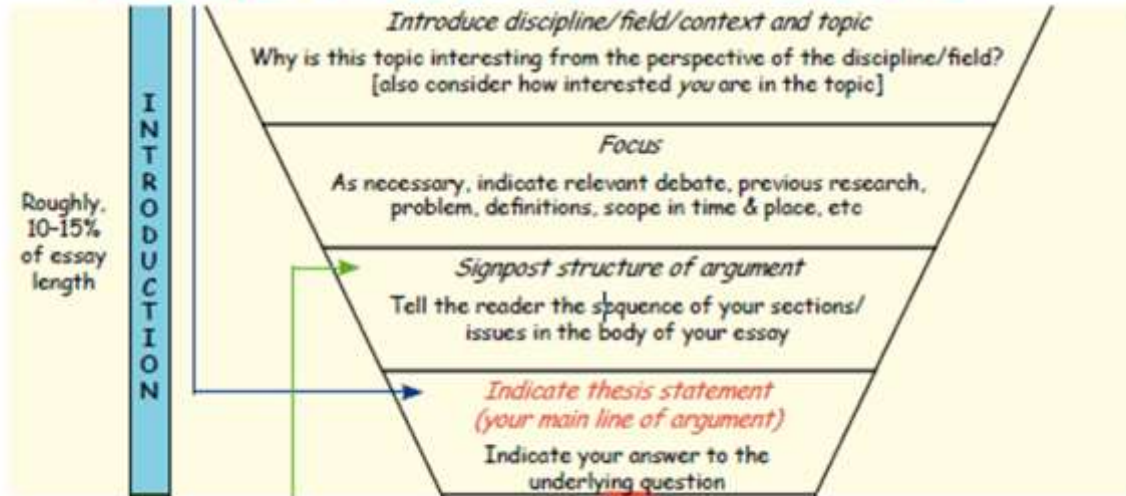 Introduce discipline/field/context and topic
Why is this topic interesting from the perspective of the discipline/field?
[also consider how interested you are in the topic]
Focus
As necessary, indicate relevant debate, previous research,
problem, definitions, scope in time & place, etc
Signpost structure of argument
Tell the reader the sequence of your sections/
issues in the body of your essay
Indicate thesis statement
(your main line of argument)
Indicate your answer to the
underlying question
INTRODUCTION
Roughly,
10-15%
of essay
length